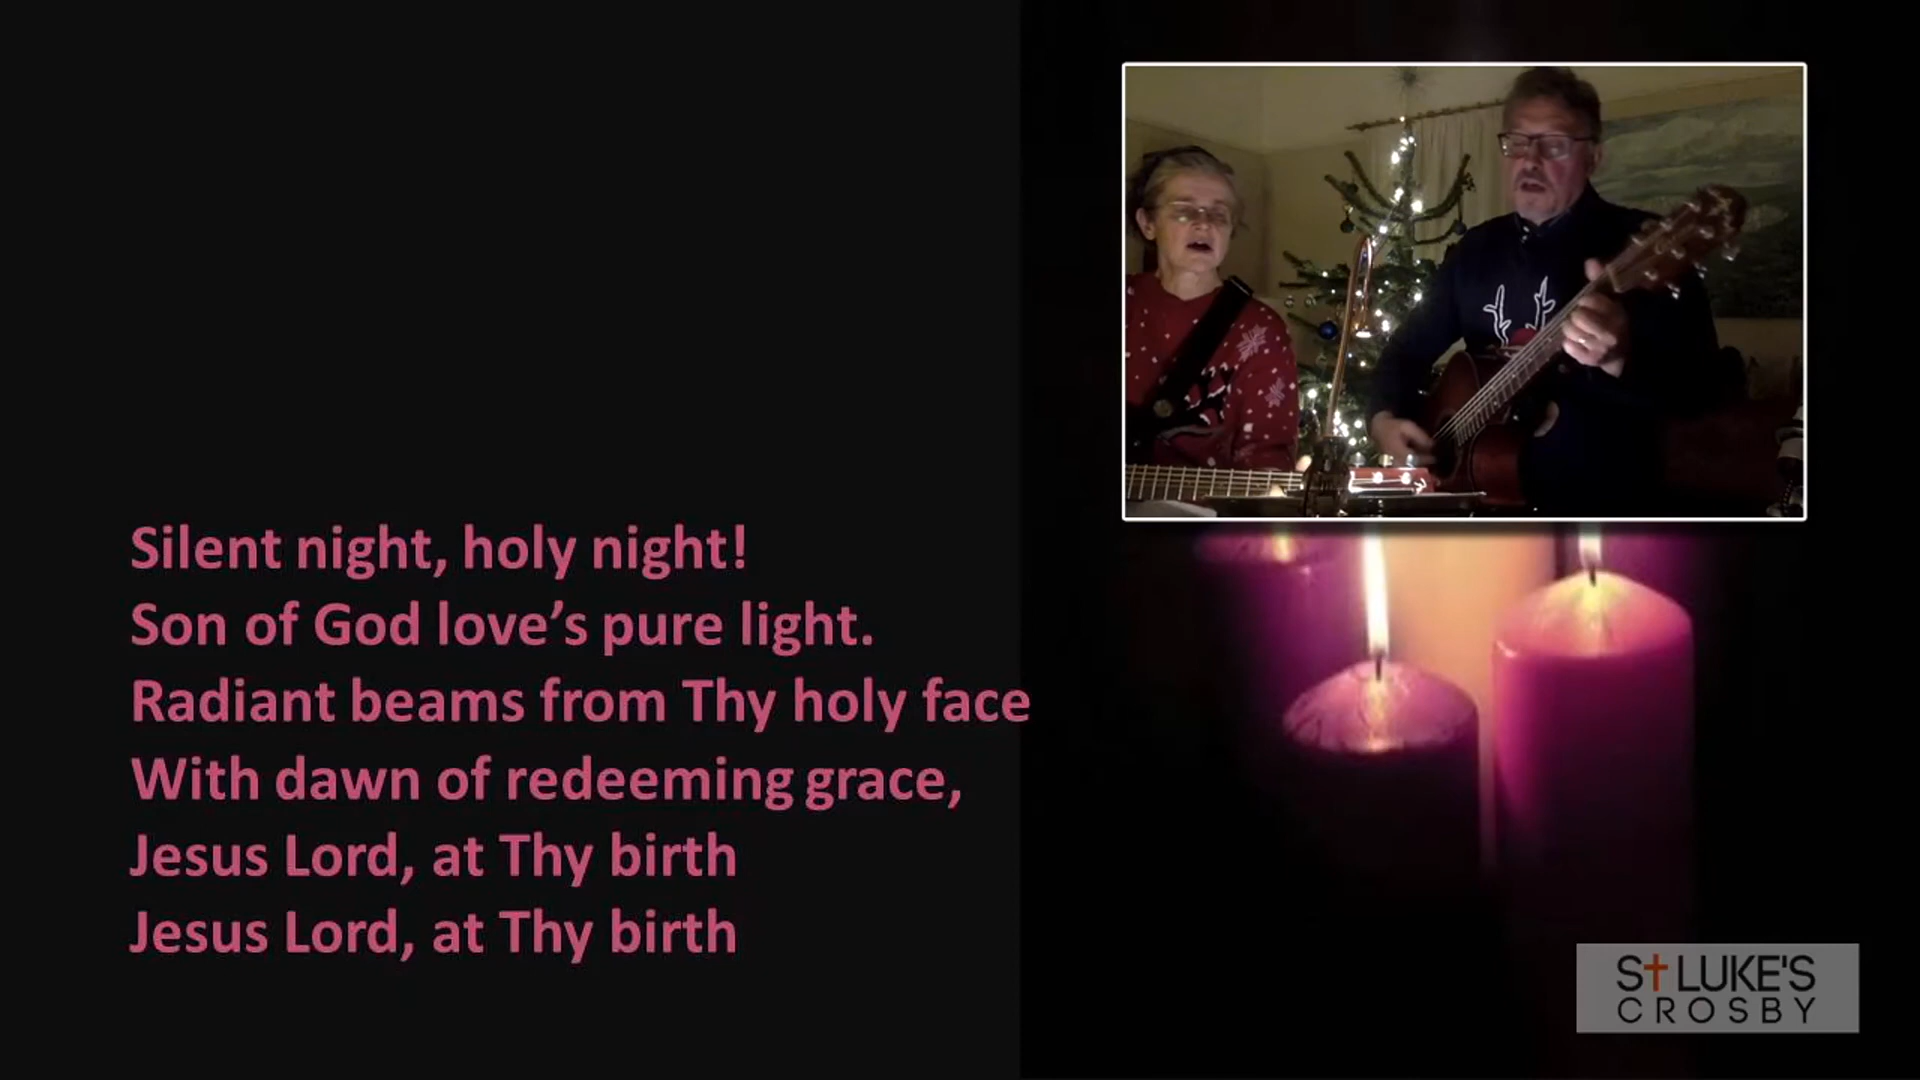 Silent night, holy night!
Son of God love’s pure light.
Radiant beams from Thy holy face
With dawn of redeeming grace,
Jesus Lord, at Thy birth
Jesus Lord, at Thy birth
St LUKE'S
CROSBY